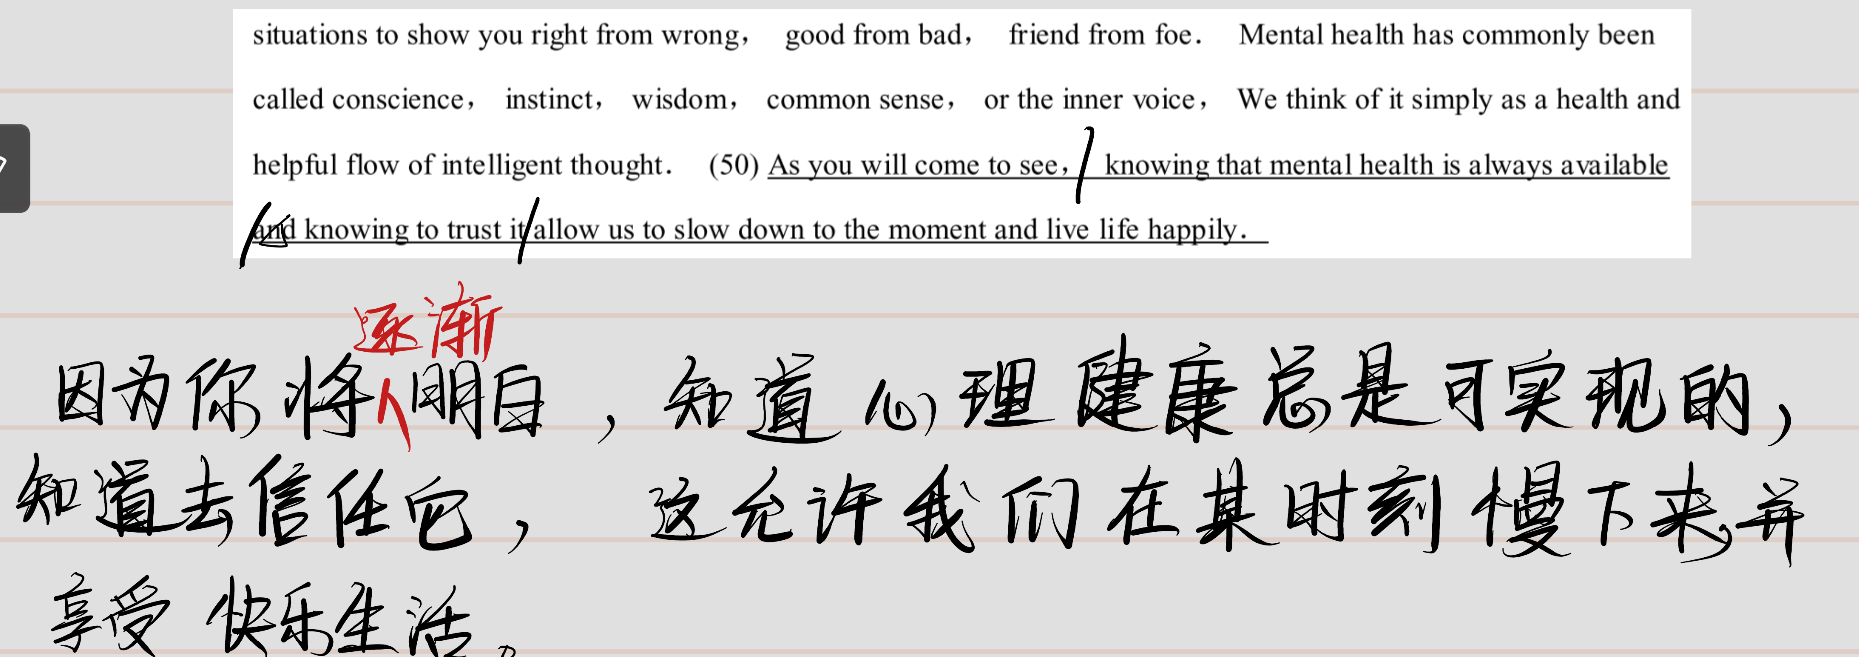 situations to show you right from wrong， good from bad， friend from foe． Mental health has commonly been
called conscience， instinct， wisdom， common sense， or the inner voice， We think of it simply as a health and
helpful flow of intelligent thought． (50) As you will come to see， knowing that mental health is always available
and knowing to trust it allow us to slow down to the moment and live life happily．
逐渐
因为你将明白，知道心理健康总是可实现的，
知道去信任它，这允许我们在某时刻慢下来并
享受快乐生活。